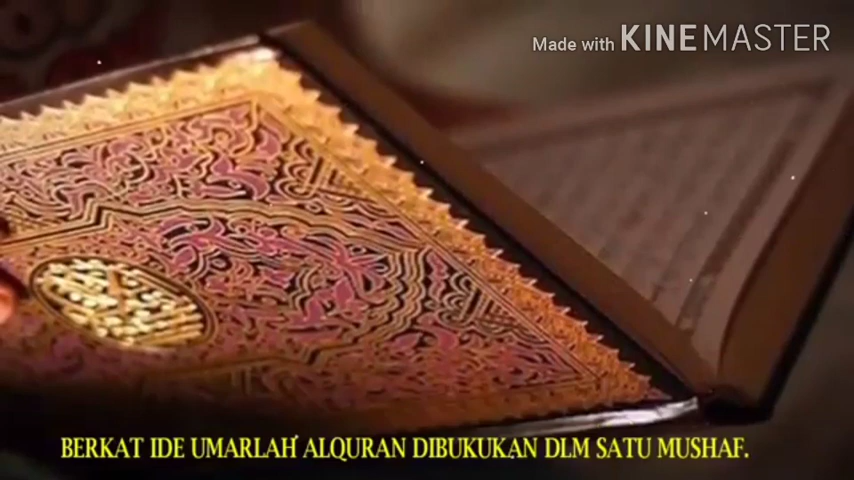 Made with KINEMASTER
BERKAT IDE UMARLAH ALQURAN DIBUKUKAN DLM SATU MUSHAF.